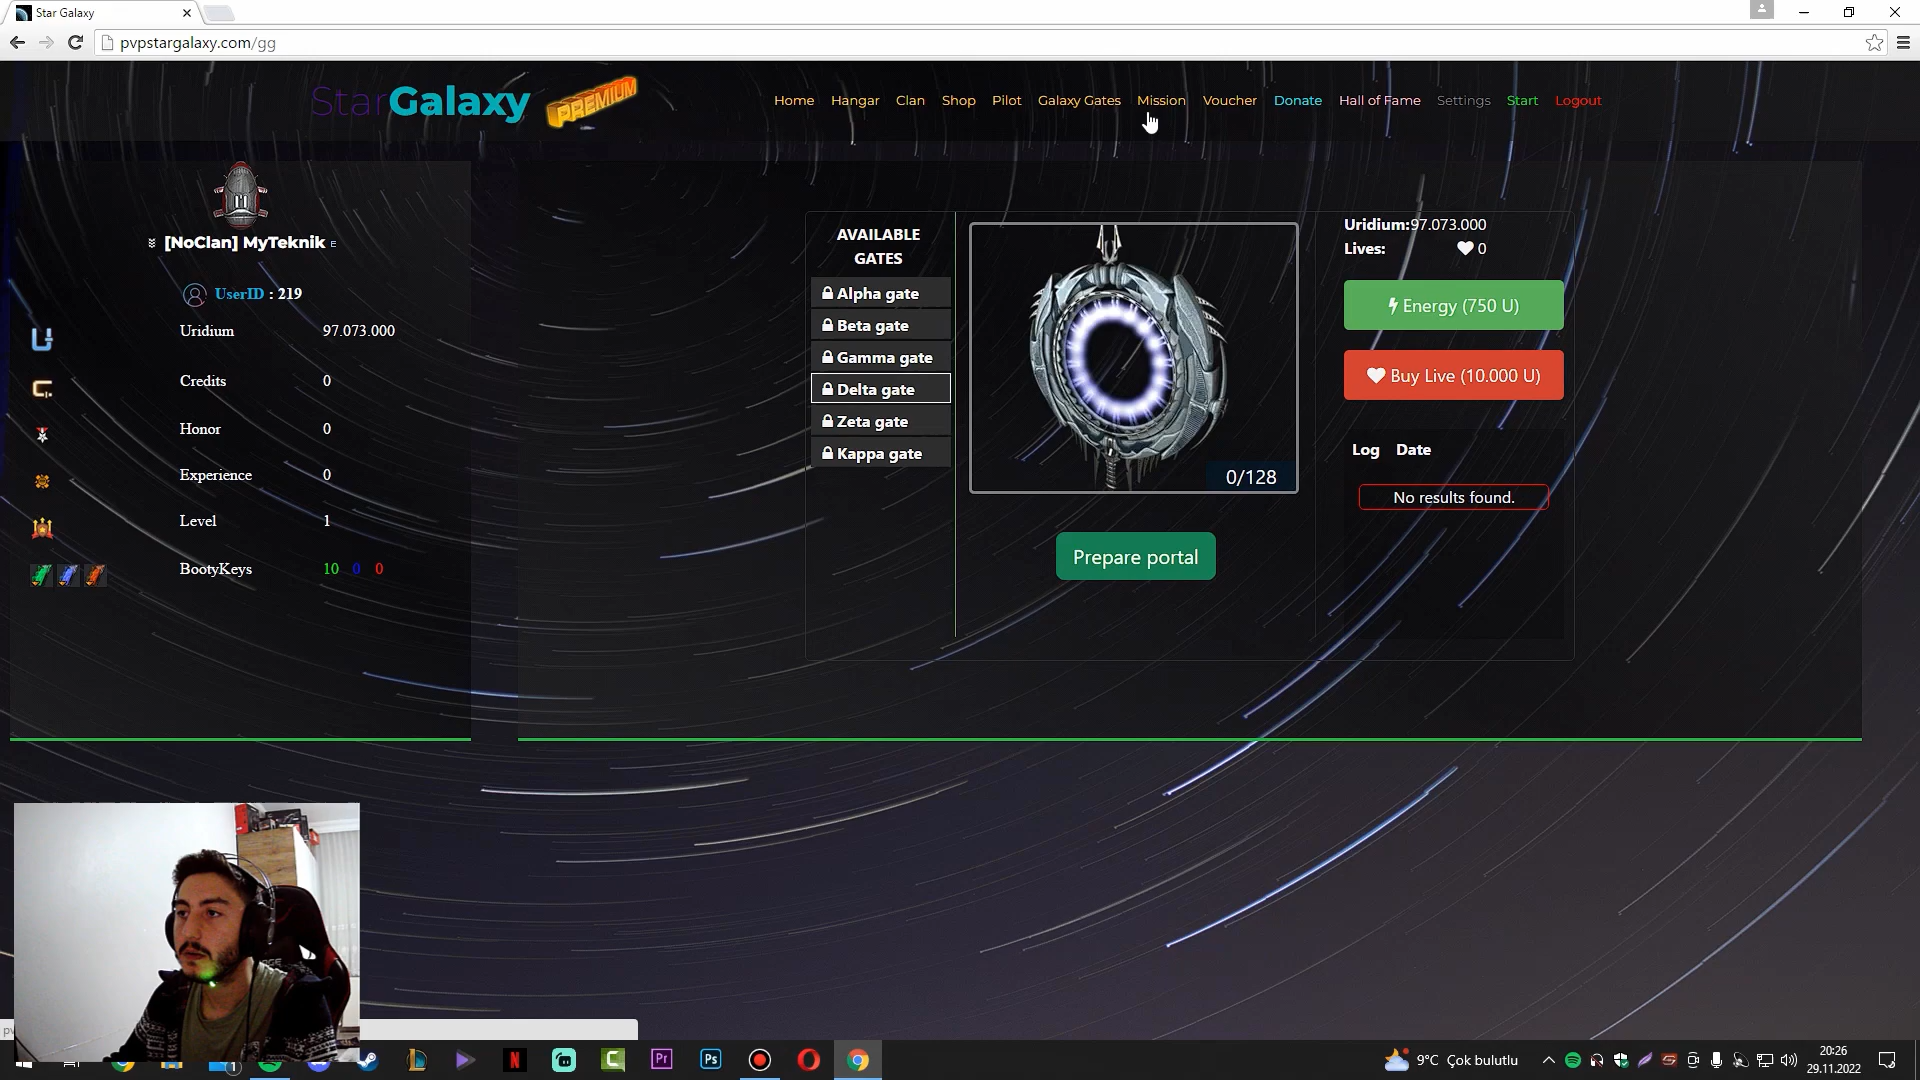 Star Galaxy
pvpstargalaxy.com/gg
StarGalaxy PREMIUM
Home Hangar Clan Shop Pilot Galaxy Gates Mission Voucher Donate Hall of Fame Settings Start Logout
[NoClan] MyTeknik E
UserID : 219
Uridium 97.073.000
Credits 0
Honor 0
Experience 0
Level 1
BootyKeys 10 0 0
AVAILABLE
GATES
Alpha gate
Beta gate
Gamma gate
Delta gate
Zeta gate
Kappa gate
0/128
Prepare portal
Uridium:97.073.000
Lives: 0
Energy (750 U)
Buy Live (10.000 U)
Log Date
No results found.
1
N
Pr
Ps
9°C Çok bulutlu
20:26
29.11.2022